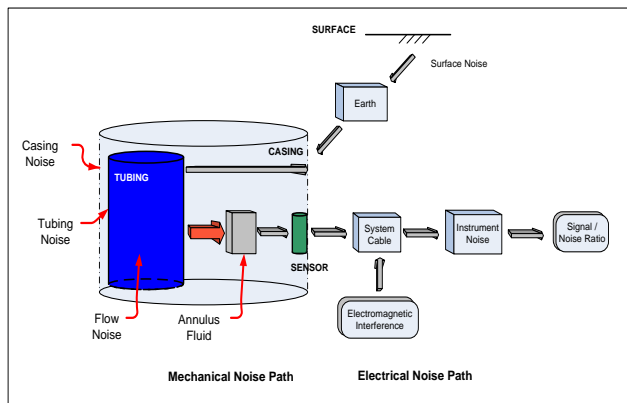 SURFACE
Surface Noise
Earth
Casing
Noise
CASING
TUBING
Tubing
Noise
System
Cable
Instrument
Noise
Signal /
Noise Ratio
SENSOR
Flow
Noise
Annulus
Fluid
Electromagnetic
Interference
Mechanical Noise Path
Electrical Noise Path